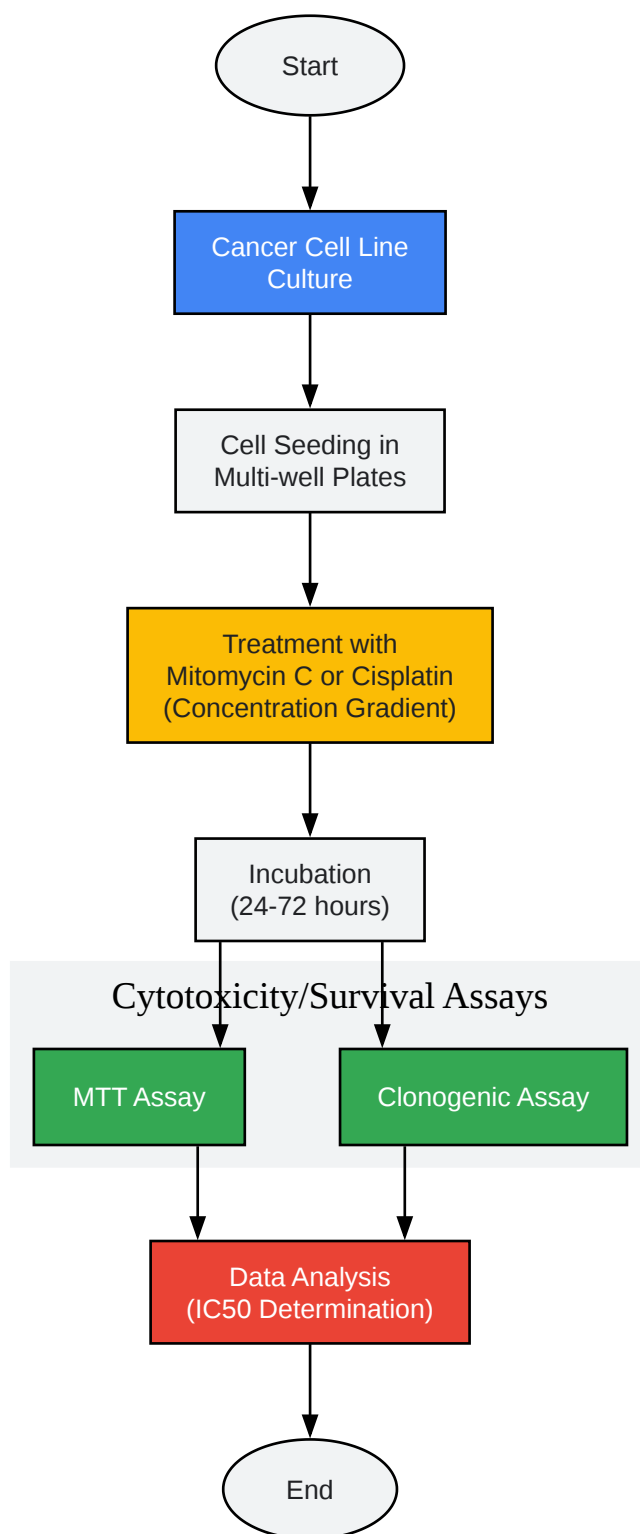 Start
Cancer Cell Line
Culture
Cell Seeding in
Multi-well Plates
Treatment with
Mitomycin C or Cisplatin
(Concentration Gradient)
Incubation
(24-72 hours)
Cytotoxicity/Survival Assays
MTT Assay
Clonogenic Assay
Data Analysis
(IC50 Determination)
End